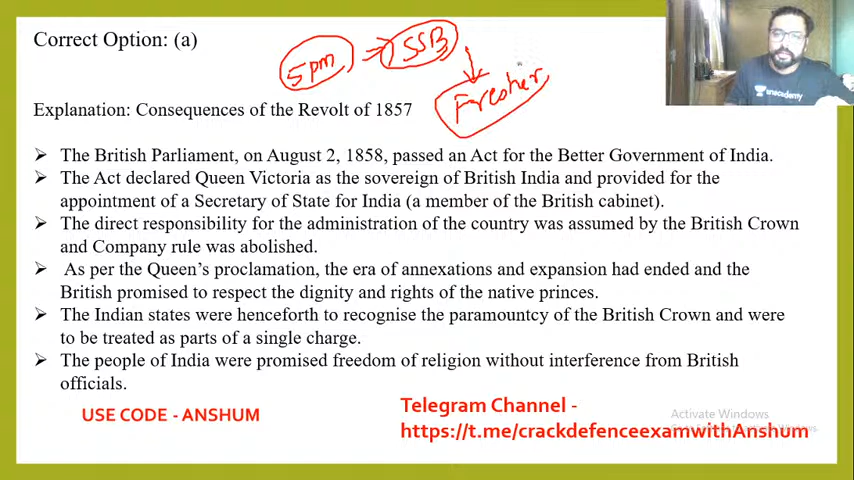 Correct Option: (a)
5 pm
SSB
Fresher
unacademy
Explanation: Consequences of the Revolt of 1857
➢ The British Parliament, on August 2, 1858, passed an Act for the Better Government of India.
➢ The Act declared Queen Victoria as the sovereign of British India and provided for the
appointment of a Secretary of State for India (a member of the British cabinet).
➢ The direct responsibility for the administration of the country was assumed by the British Crown
and Company rule was abolished.
➢ As per the Queen's proclamation, the era of annexations and expansion had ended and the
British promised to respect the dignity and rights of the native princes.
➢ The Indian states were henceforth to recognise the paramountcy of the British Crown and were
to be treated as parts of a single charge.
➢ The people of India were promised freedom of religion without interference from British
officials.
USE CODE - ANSHUM
Telegram Channel -
https://t.me/crackdefenceexamwithAnshum
Activate Windows